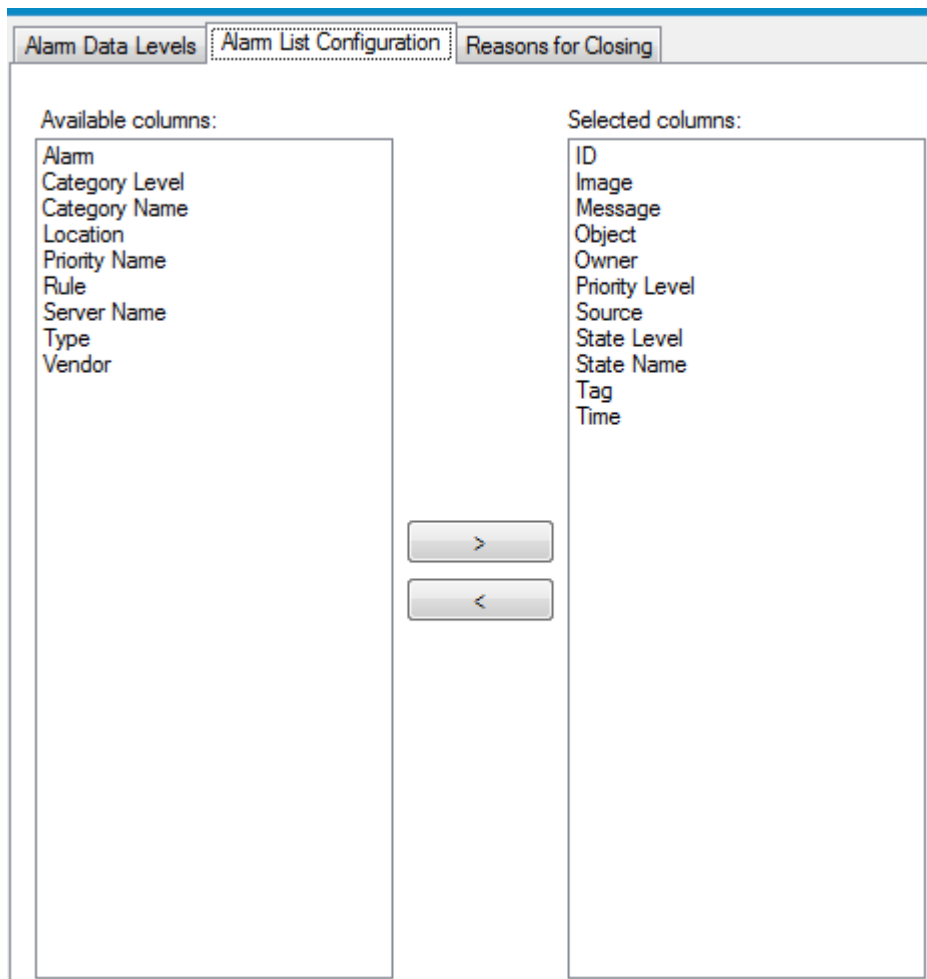 Alarm Data Levels
Alarm List Configuration
Reasons for Closing
Available columns:
Alarm
Category Level
Category Name
Location
Priority Name
Rule
Server Name
Type
Vendor
>
<
Selected columns:
ID
Image
Message
Object
Owner
Priority Level
Source
State Level
State Name
Tag
Time